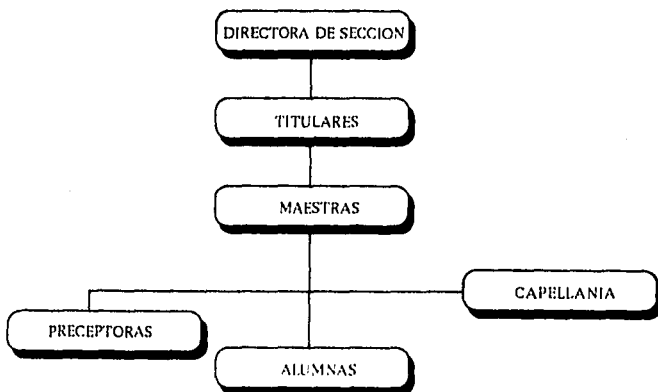 DIRECTORA DE SECCION
TITULARES
MAESTRAS
CAPELLANIA
PRECEPTORAS
ALUMNAS